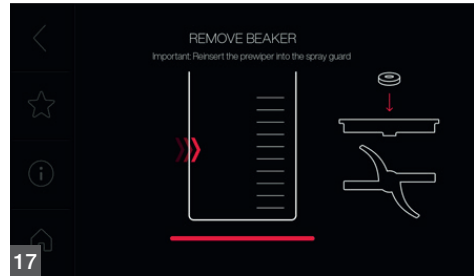 REMOVE BEAKER
Important: Reinsert the prewiper into the spray guard
17